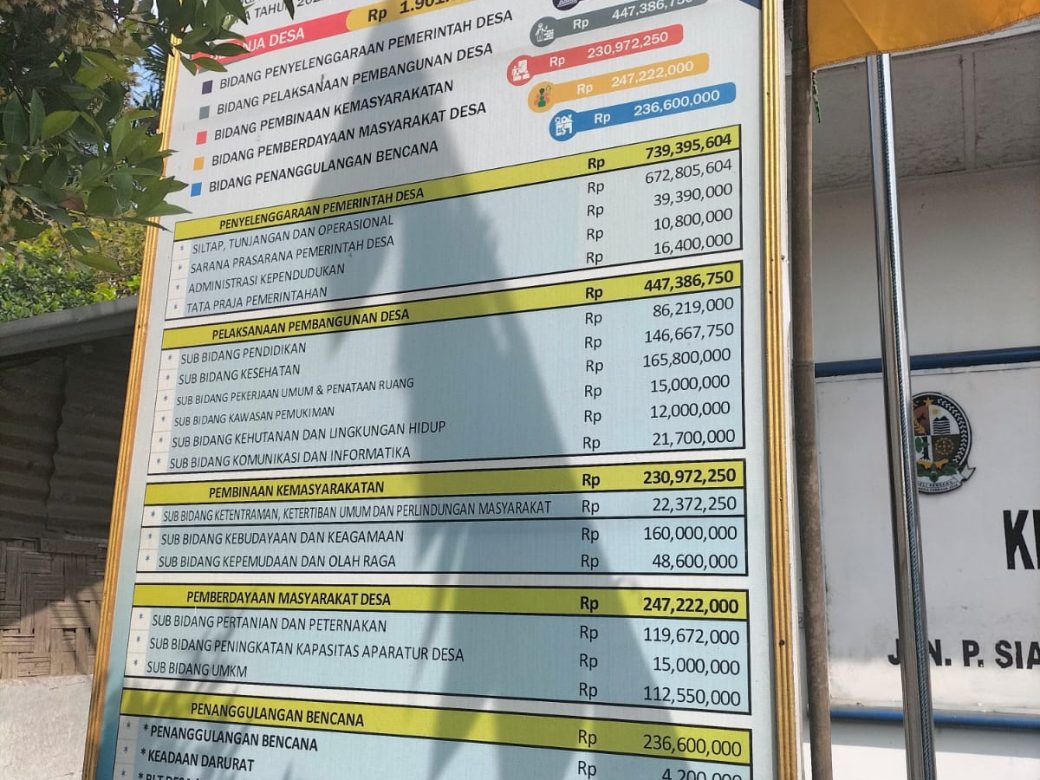 A TAHUN 202
NJA DESA Rp 1.901.
BIDANG PENYELENGGARAAN PEMERINTAH DESA
BIDANG PELAKSANAAN PEMBANGUNAN DESA Rp 447,386,750
BIDANG PEMBINAAN KEMASYARAKATAN Rp 230,972,250
BIDANG PEMBERDAYAAN MASYARAKAT DESA Rp 247,222,000
BIDANG PENANGGULANGAN BENCANA Rp 236,600,000
PENYELENGGARAAN PEMERINTAH DESA Rp 739,395,604
* SILTAP, TUNJANGAN DAN OPERASIONAL Rp 672,805,604
* SARANA PRASARANA PEMERINTAH DESA Rp 39,390,000
* ADMINISTRASI KEPENDUDUKAN Rp 10,800,000
* TATA PRAJA PEMERINTAHAN Rp 16,400,000
PELAKSANAAN PEMBANGUNAN DESA Rp 447,386,750
* SUB BIDANG PENDIDIKAN Rp 86,219,000
* SUB BIDANG KESEHATAN Rp 146,667,750
* SUB BIDANG PEKERJAAN UMUM & PENATAAN RUANG Rp 165,800,000
* SUB BIDANG KAWASAN PEMUKIMAN Rp 15,000,000
* SUB BIDANG KEHUTANAN DAN LINGKUNGAN HIDUP Rp 12,000,000
* SUB BIDANG KOMUNIKASI DAN INFORMATIKA Rp 21,700,000
PEMBINAAN KEMASYARAKATAN Rp 230,972,250
* SUB BIDANG KETENTRAMAN, KETERTIBAN UMUM DAN PERLINDUNGAN MASYARAKAT Rp 22,372,250
* SUB BIDANG KEBUDAYAAN DAN KEAGAMAAN Rp 160,000,000
* SUB BIDANG KEPEMUDAAN DAN OLAH RAGA Rp 48,600,000
PEMBERDAYAAN MASYARAKAT DESA Rp 247,222,000
* SUB BIDANG PERTANIAN DAN PETERNAKAN Rp 119,672,000
* SUB BIDANG PENINGKATAN KAPASITAS APARATUR DESA Rp 15,000,000
* SUB BIDANG UMKM Rp 112,550,000
PENANGGULANGAN BENCANA Rp 236,600,000
* * PENANGGULANGAN BENCANA
* * KEADAAN DARURAT Rp 4,200,000
KE
J N. P. SIA